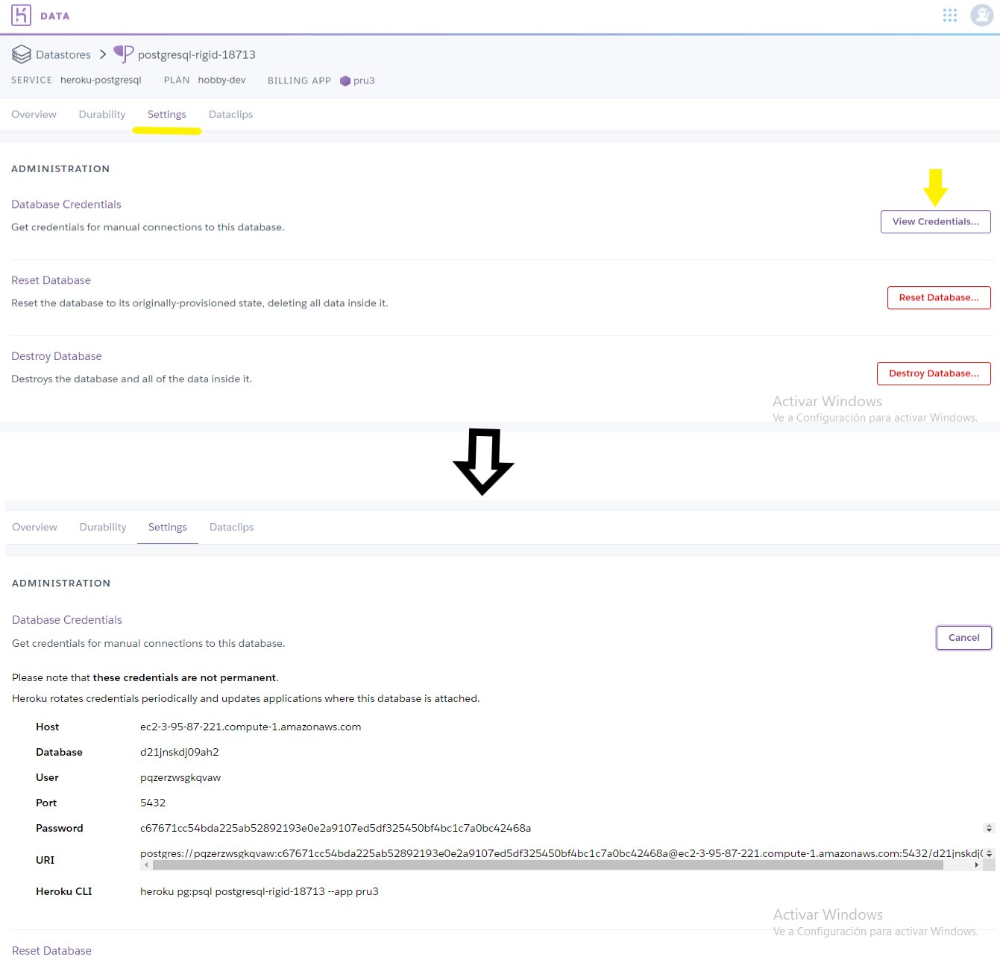 DATA
Datastores > postgresql-rigid-18713
SERVICE heroku-postgresql PLAN hobby-dev BILLING APP pru3
Overview Durability Settings Dataclips
ADMINISTRATION
Database Credentials
Get credentials for manual connections to this database.
View Credentials...
Reset Database
Reset the database to its originally-provisioned state, deleting all data inside it.
Reset Database...
Destroy Database
Destroys the database and all of the data inside it.
Destroy Database...
Activar Windows
Ve a Configuración para activar Windows.
Overview Durability Settings Dataclips
ADMINISTRATION
Database Credentials
Get credentials for manual connections to this database.
Cancel
Please note that these credentials are not permanent.
Heroku rotates credentials periodically and updates applications where this database is attached.
Host ec2-3-95-87-221.compute-1.amazonaws.com
Database d21jnskdj09ah2
User pqzerzwsgkqvaw
Port 5432
Password c67671cc54bda225ab52892193e0e2a9107ed5df325450bf4bc1c7a0bc42468a
URI postgres://pqzerzwsgkqvaw:c67671cc54bda225ab52892193e0e2a9107ed5df325450bf4bc1c7a0bc42468a@ec2-3-95-87-221.compute-1.amazonaws.com:5432/d21jnskdj
Heroku CLI heroku pg:psql postgresql-rigid-18713 --app pru3
Activar Windows
Ve a Configuración para activar Windows.
Reset Database